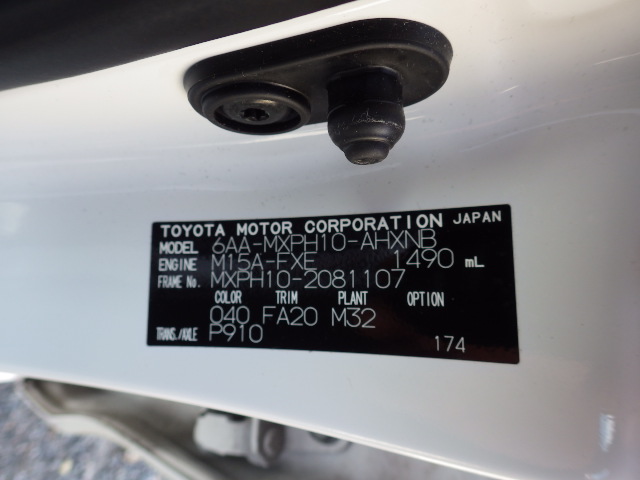 TOYOTA MOTOR CORPORATION JAPAN
MODEL 6AA-MXPH10-AHXNB
ENGINE M15A-FXE 1490 mL
FRAME No. MXPH10-2081107
COLOR TRIM PLANT OPTION
040 FA20 M32
TRANS./AXLE P910
174